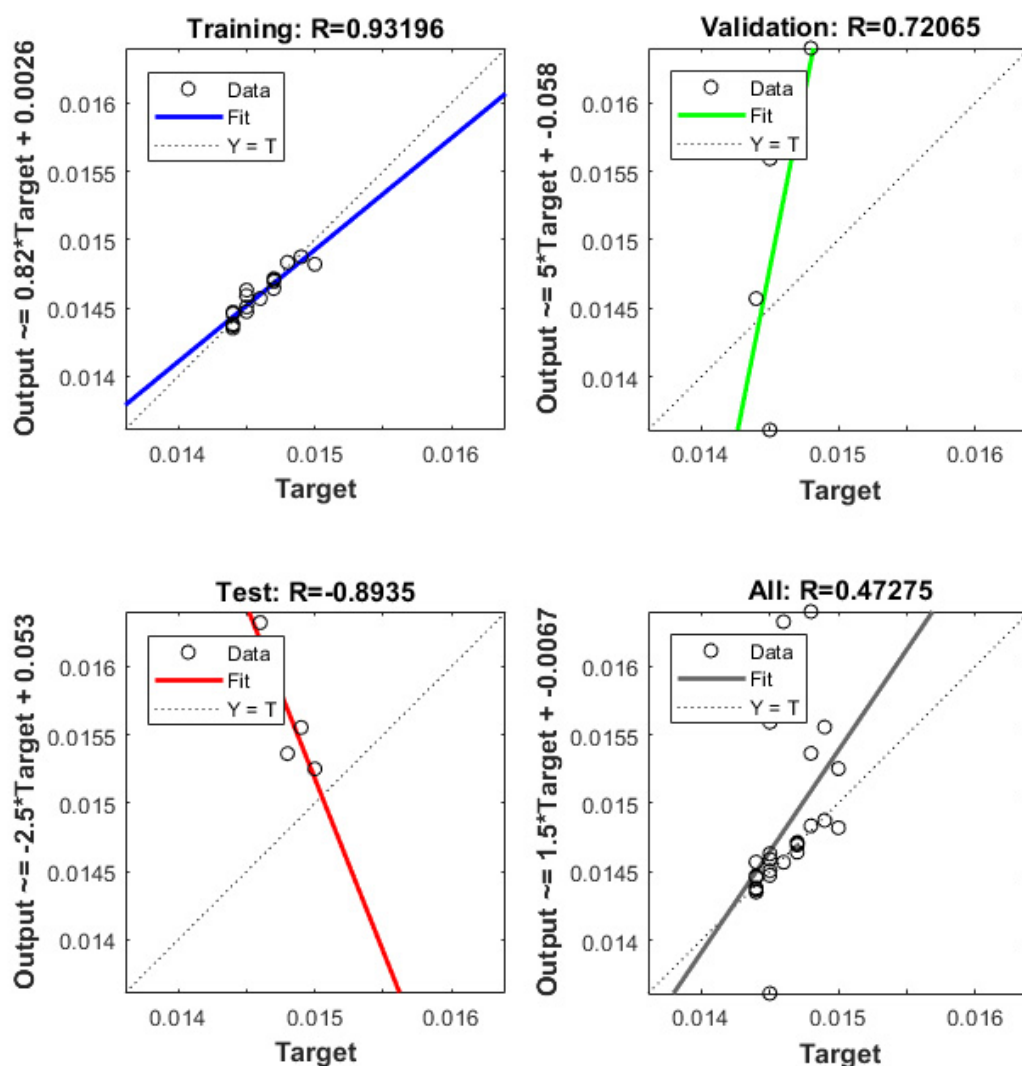 Training: R=0.93196
Output ~= 0.82*Target + 0.0026
0.016
0.0155
0.015
0.0145
0.014
Data
Fit
Y = T
0.014
0.015
0.016
Target
Validation: R=0.72065
Output ~= 5*Target + -0.058
0.016
0.0155
0.015
0.0145
0.014
Data
Fit
Y = T
0.014
0.015
0.016
Target
Test: R=-0.8935
Output ~= -2.5*Target + 0.053
0.016
0.0155
0.015
0.0145
0.014
Data
Fit
Y = T
0.014
0.015
0.016
Target
All: R=0.47275
Output ~= 1.5*Target + -0.0067
0.016
0.0155
0.015
0.0145
0.014
Data
Fit
Y = T
0.014
0.015
0.016
Target